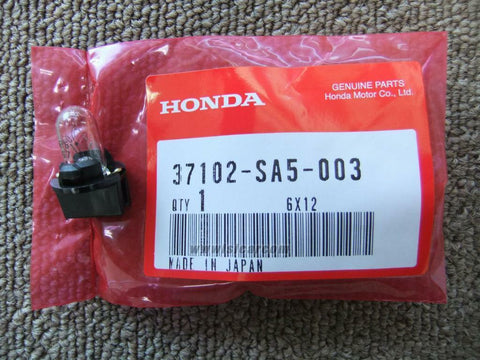 GENUINE PARTS
Honda Motor Co., Ltd.
HONDA
37102-SA5-003
QTY 1 6X12
MADE IN JAPAN